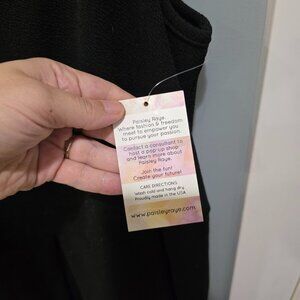 Paisley Raye.
Where fashion & freedom
meet to empower you
to pursue your passion.
Contact a consultant to
host a pop up shop
and learn more about
Paisley Raye.
Join the fun!
Create your future!
CARE DIRECTIONS
Wash cold and hang dry
Proudly made in the USA
www.paisleyraye.com